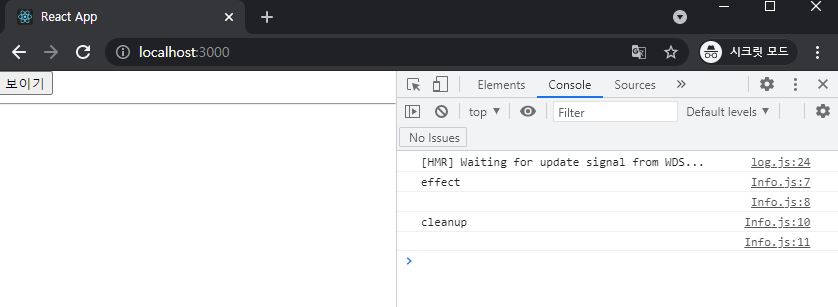 React App
localhost:3000
시크릿 모드
보이기
Elements Console Sources
top Filter Default levels
No Issues
[HMR] Waiting for update signal from WDS... log.js:24
effect Info.js:7
Info.js:8
cleanup Info.js:10
Info.js:11